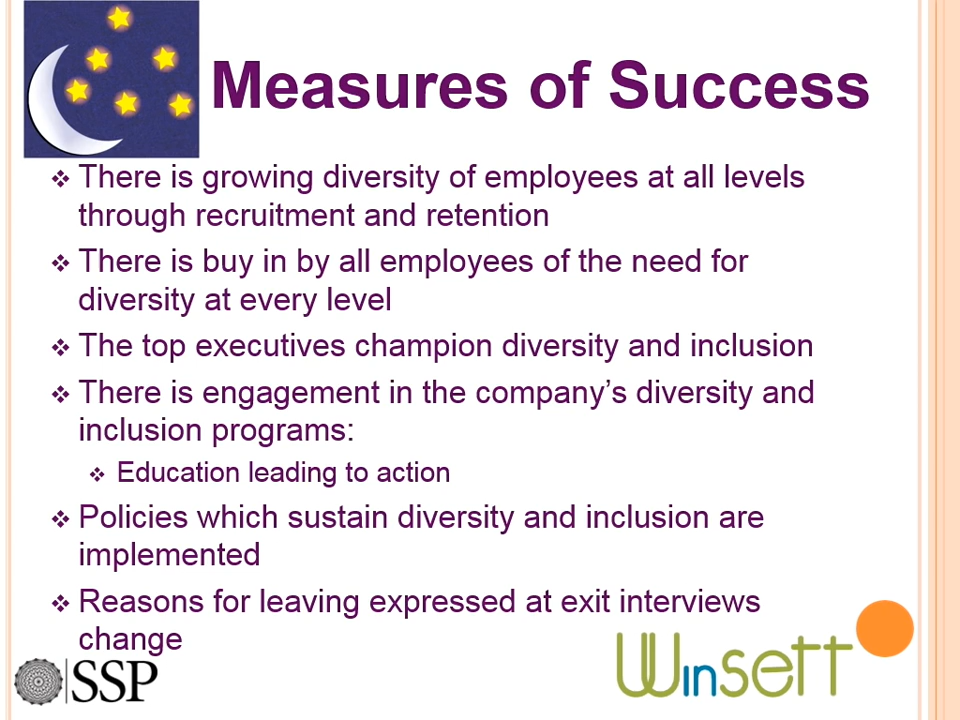 Measures of Success
❖ There is growing diversity of employees at all levels
through recruitment and retention
❖ There is buy in by all employees of the need for
diversity at every level
❖ The top executives champion diversity and inclusion
❖ There is engagement in the company’s diversity and
inclusion programs:
❖ Education leading to action
❖ Policies which sustain diversity and inclusion are
implemented
❖ Reasons for leaving expressed at exit interviews
change
SSP
WinSETT